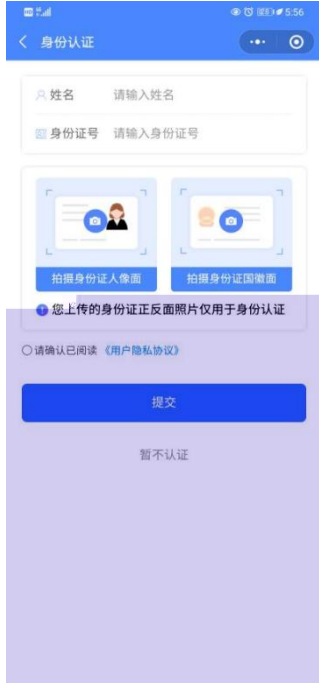 5:56
身份认证
姓名 请输入姓名
身份证号 请输入身份证号
拍摄身份证人像面 拍摄身份证国徽面
您上传的身份证正反面照片仅用于身份认证
请确认已阅读《用户隐私协议》
提交
暂不认证